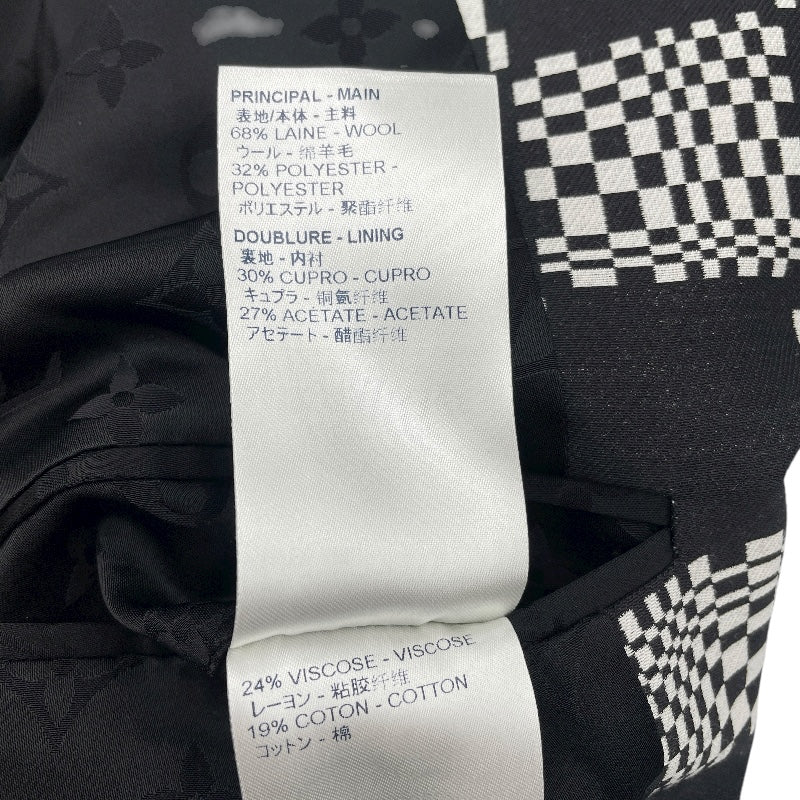 PRINCIPAL - MAIN
表地/本体 - 主料
68% LAINE - WOOL
ウール - 绵羊毛
32% POLYESTER -
POLYESTER
ポリエステル - 聚酯纤维
DOUBLURE - LINING
裏地 - 内衬
30% CUPRO - CUPRO
キュプラ - 铜氨纤维
27% ACÉTATE - ACETATE
アセテート - 醋酯纤维
24% VISCOSE - VISCOSE
レーヨン - 粘胶纤维
19% COTON - COTTON
コットン - 棉